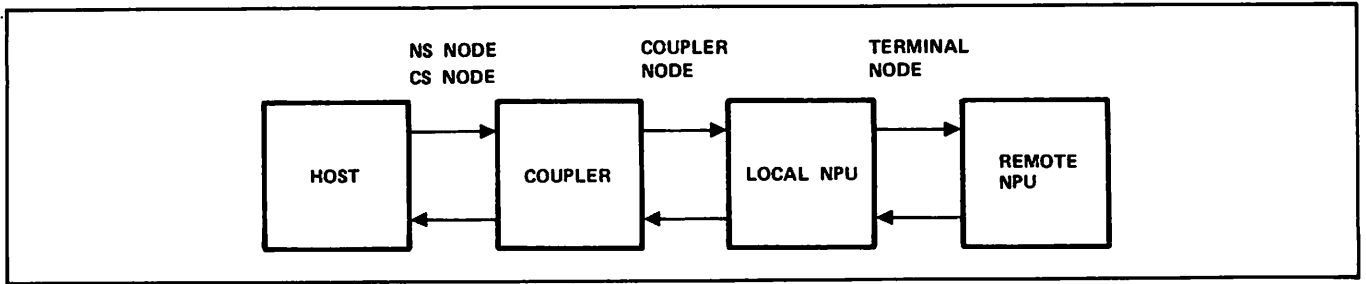 NS NODE
CS NODE
COUPLER
NODE
TERMINAL
NODE
HOST
COUPLER
LOCAL NPU
REMOTE
NPU